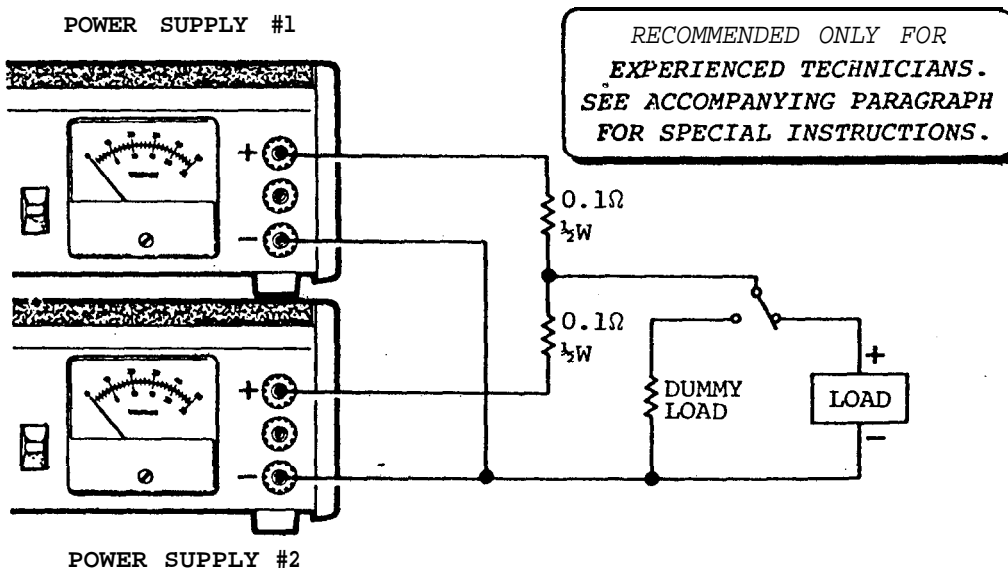 POWER SUPPLY #1
RECOMMENDED ONLY FOR
EXPERIENCED TECHNICIANS.
SEE ACCOMPANYING PARAGRAPH
FOR SPECIAL INSTRUCTIONS.
+
−
0.1Ω
½W
0.1Ω
½W
+
−
DUMMY
LOAD
+
LOAD
−
POWER SUPPLY #2